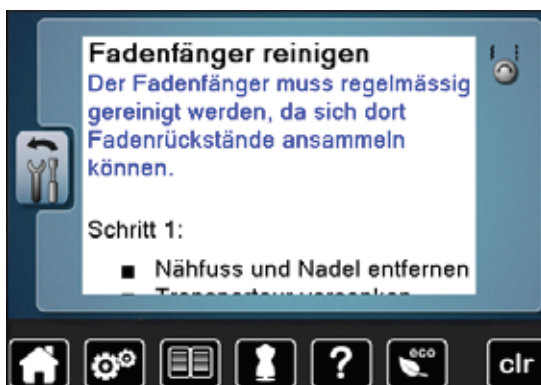 Fadenfänger reinigen
Der Fadenfänger muss regelmässig
gereinigt werden, da sich dort
Fadenrückstände ansammeln
können.
Schritt 1:
■ Nähfuss und Nadel entfernen
?
eco
clr